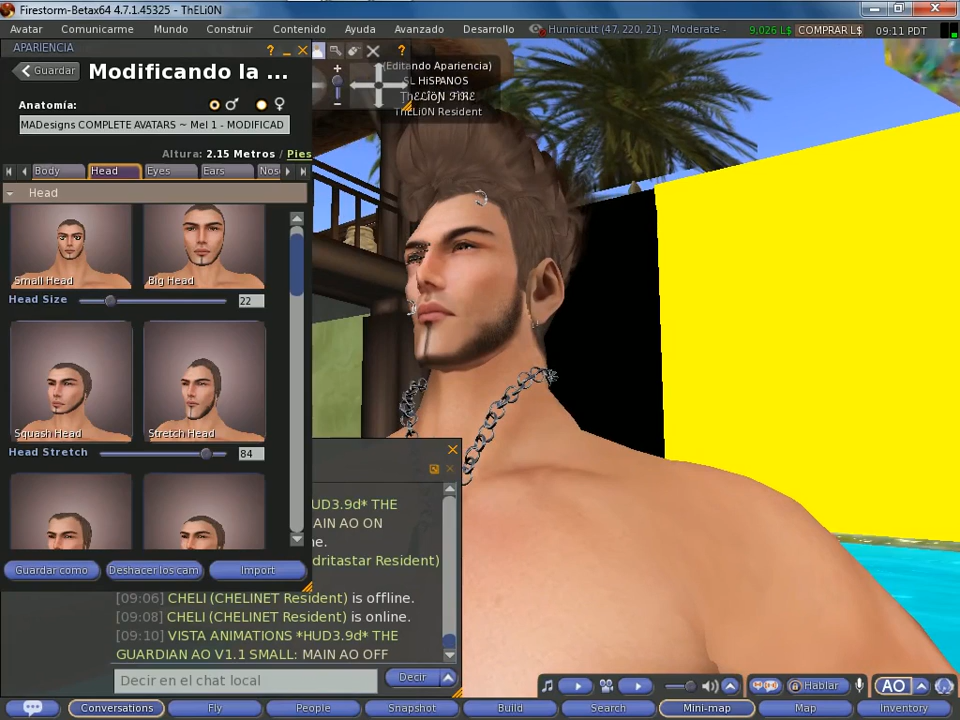 Firestorm-Betax64 4.7.1.45325 - ThELi0N
Avatar Comunicarme Mundo Construir Contenido Ayuda Avanzado Desarrollo Hunnicutt (47, 220, 21) - Moderate - 9,026 L$ COMPRAR L$ 09:11 PDT
APARIENCIA ?
?
Guardar Modificando la ...
(Editando Apariencia)
SL HiSPANOS
ThELi0N Resident
Anatomía:
MADesigns COMPLETE AVATARS ~ Mel 1 - MODIFICAD
Altura: 2.15 Metros / Pies
Body Head Eyes Ears Nos
Head
Small Head Big Head
Head Size 22
Squash Head Stretch Head
Head Stretch 84
Guardar como Deshacer los cam Import
UD3.9d* THE
MAIN AO ON
ne.
dritastar Resident)
[09:06] CHELI (CHELINET Resident) is offline.
[09:08] CHELI (CHELINET Resident) is online.
[09:10] VISTA ANIMATIONS *HUD3.9d* THE
GUARDIAN AO V1.1 SMALL: MAIN AO OFF
Decir en el chat local Decir
Hablar AO
Conversations Fly People Snapshot Build Search Mini-map Map Inventory